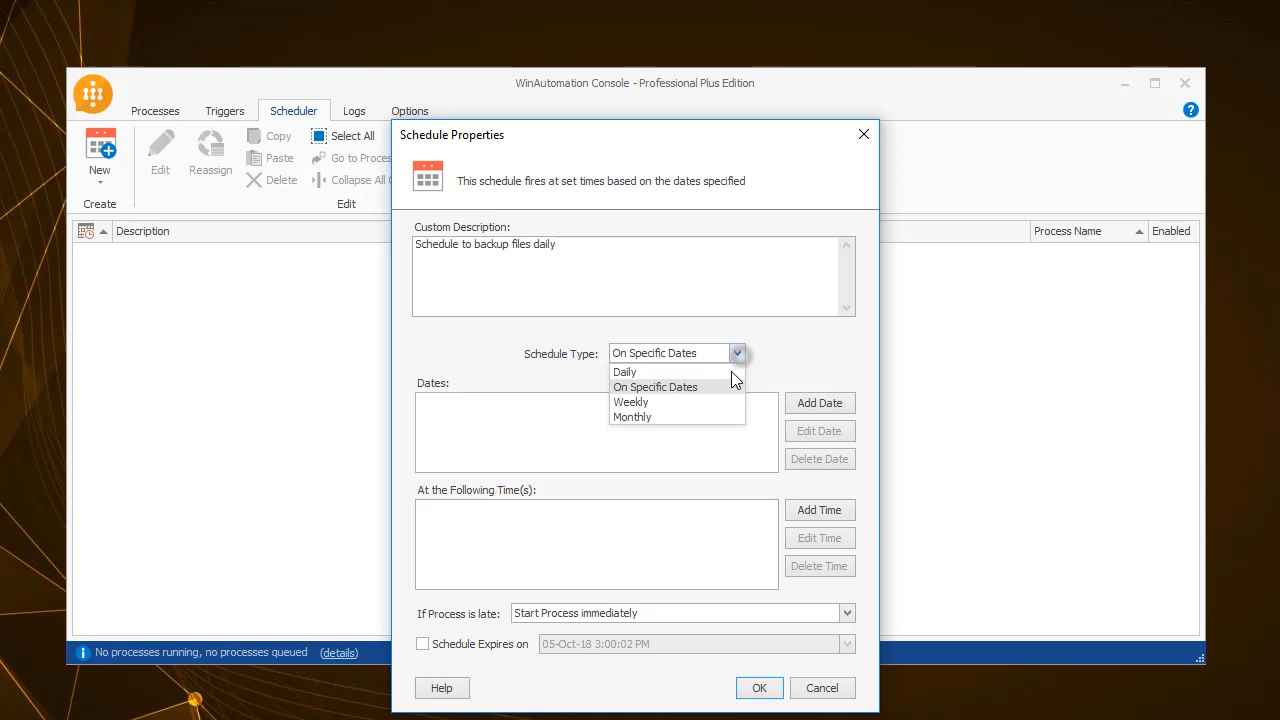 WinAutomation Console - Professional Plus Edition
Processes
Triggers
Scheduler
Logs
Options
?
New
Create
Edit
Reassign
Copy
Paste
Delete
Select All
Go to Proces
Collapse All
Edit
Schedule Properties
This schedule fires at set times based on the dates specified
Description
Process Name
Enabled
Custom Description:
Schedule to backup files daily
Schedule Type:
On Specific Dates
Daily
On Specific Dates
Weekly
Monthly
Dates:
Add Date
Edit Date
Delete Date
At the Following Time(s):
Add Time
Edit Time
Delete Time
If Process is late:
Start Process immediately
Schedule Expires on
05-Oct-18 3:00:02 PM
Help
OK
Cancel
No processes running, no processes queued (details)